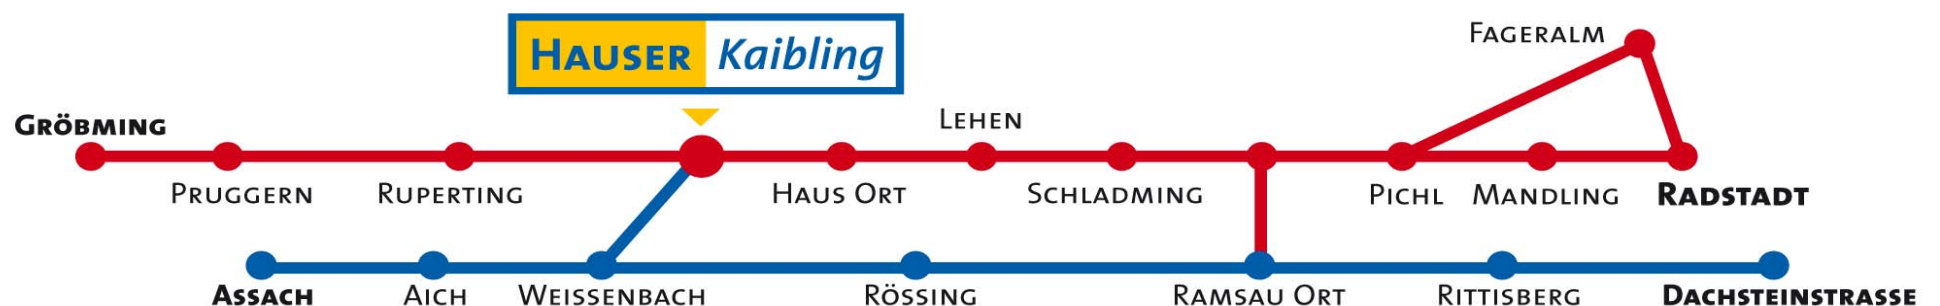 HAUSER Kaibling
FAGERALM
GRÖBMING
LEHEN
PRUGGERN
RUPERTING
HAUS ORT
SCHLADMING
PICHL
MANDLING
RADSTADT
ASSACH
AICH
WEISSENBACH
RÖSSING
RAMSAU ORT
RITTISBERG
DACHSTEINSTRASSE